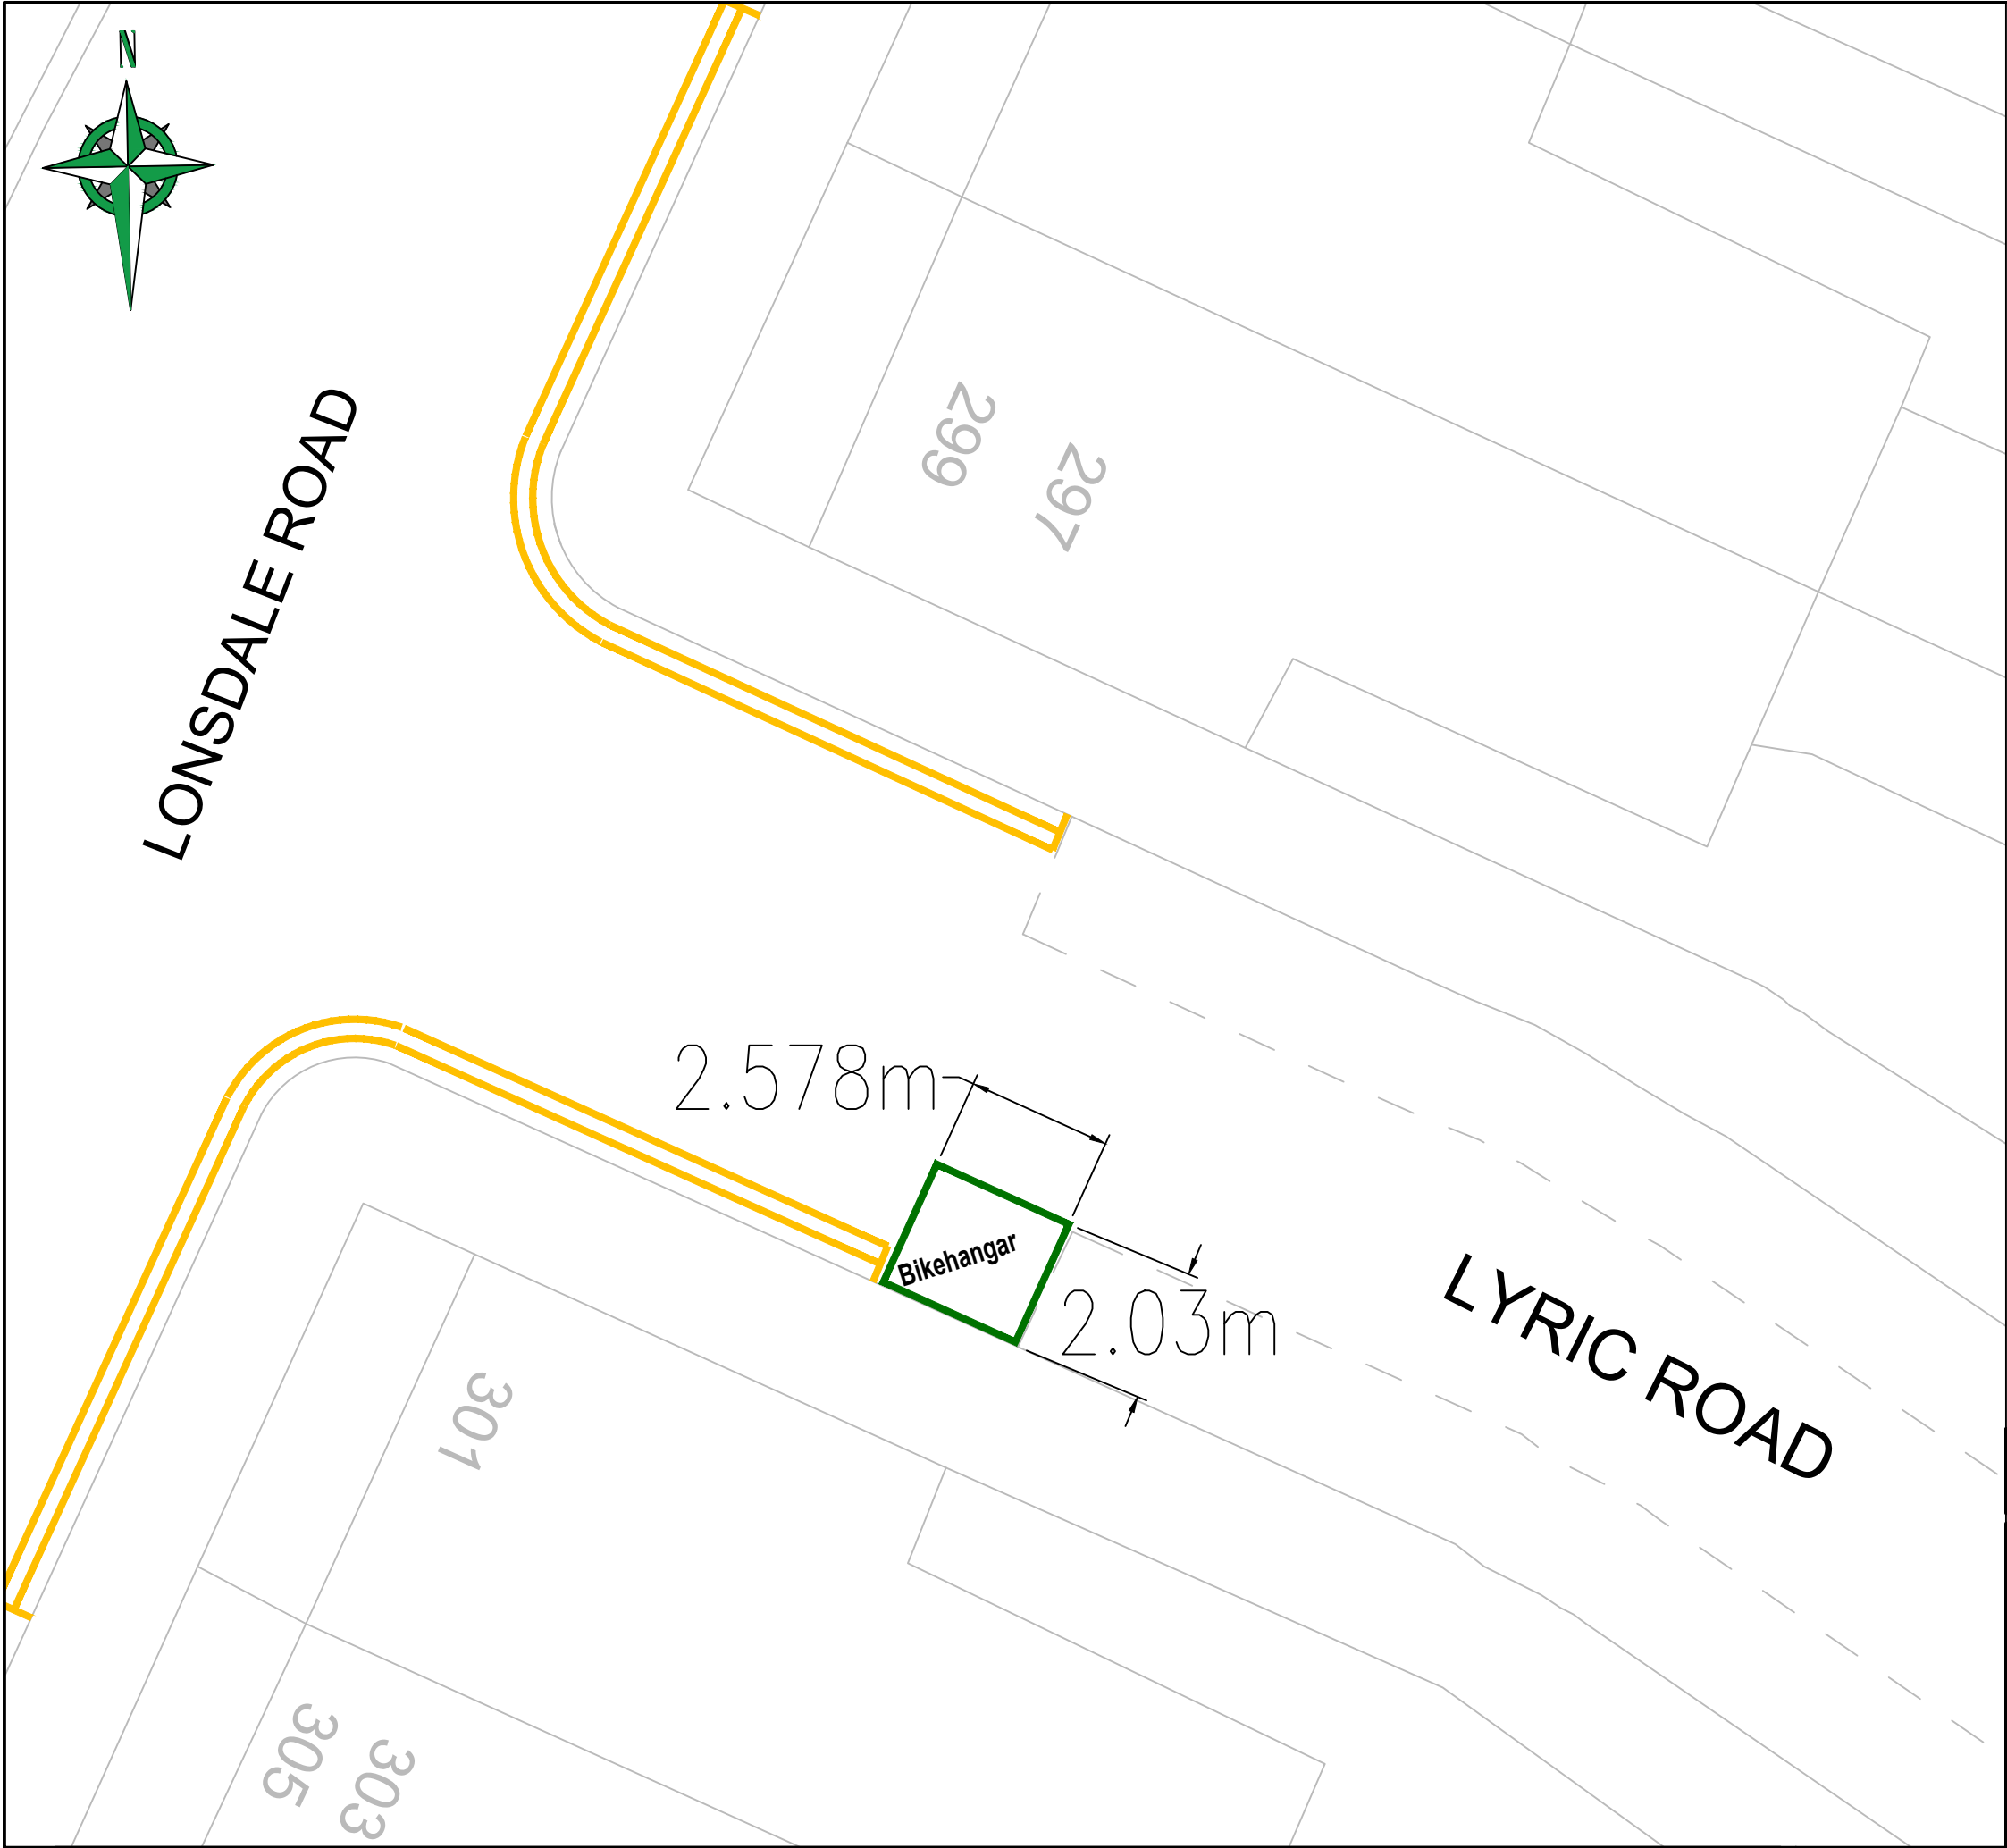 N
LONSDALE ROAD
299
297
2.578m
Bikehangar
2.03m
LYRIC ROAD
301
305
303